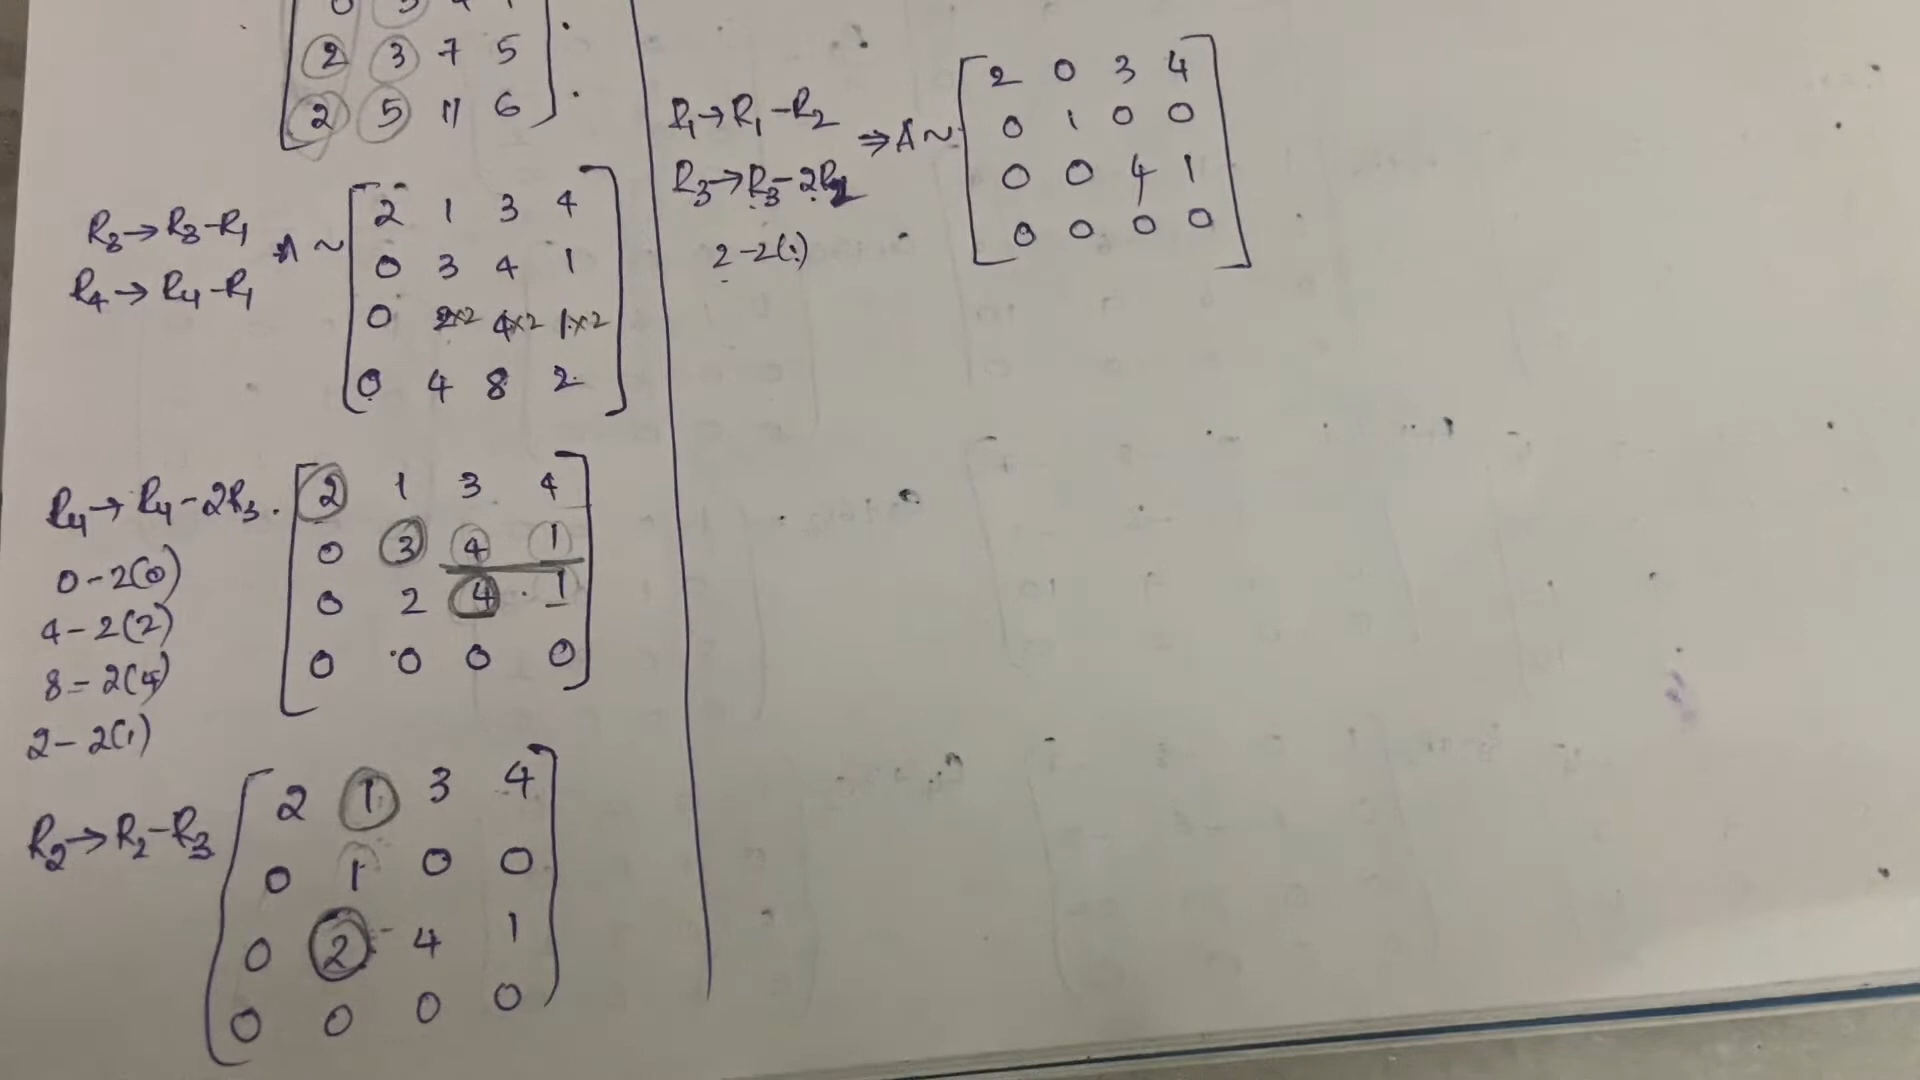 0 3 4 1
2 3 7 5
2 5 11 6
R3→R3-R1
R4→R4-R1
A ~
2 1 3 4
0 3 4 1
0 2×2 4×2 1×2
0 4 8 2
R4→R4-2R3.
2 1 3 4
0 3 4 1
0 2 4 1
0 0 0 0
0-2(0)
4-2(2)
8=2(4)
2-2(1)
R2→R2-R3
2 1 3 4
0 1 0 0
0 2 4 1
0 0 0 0
R1→R1-R2
R3→R3-2R2
2-2(1)
⇒A~
2 0 3 4
0 1 0 0
0 0 4 1
0 0 0 0